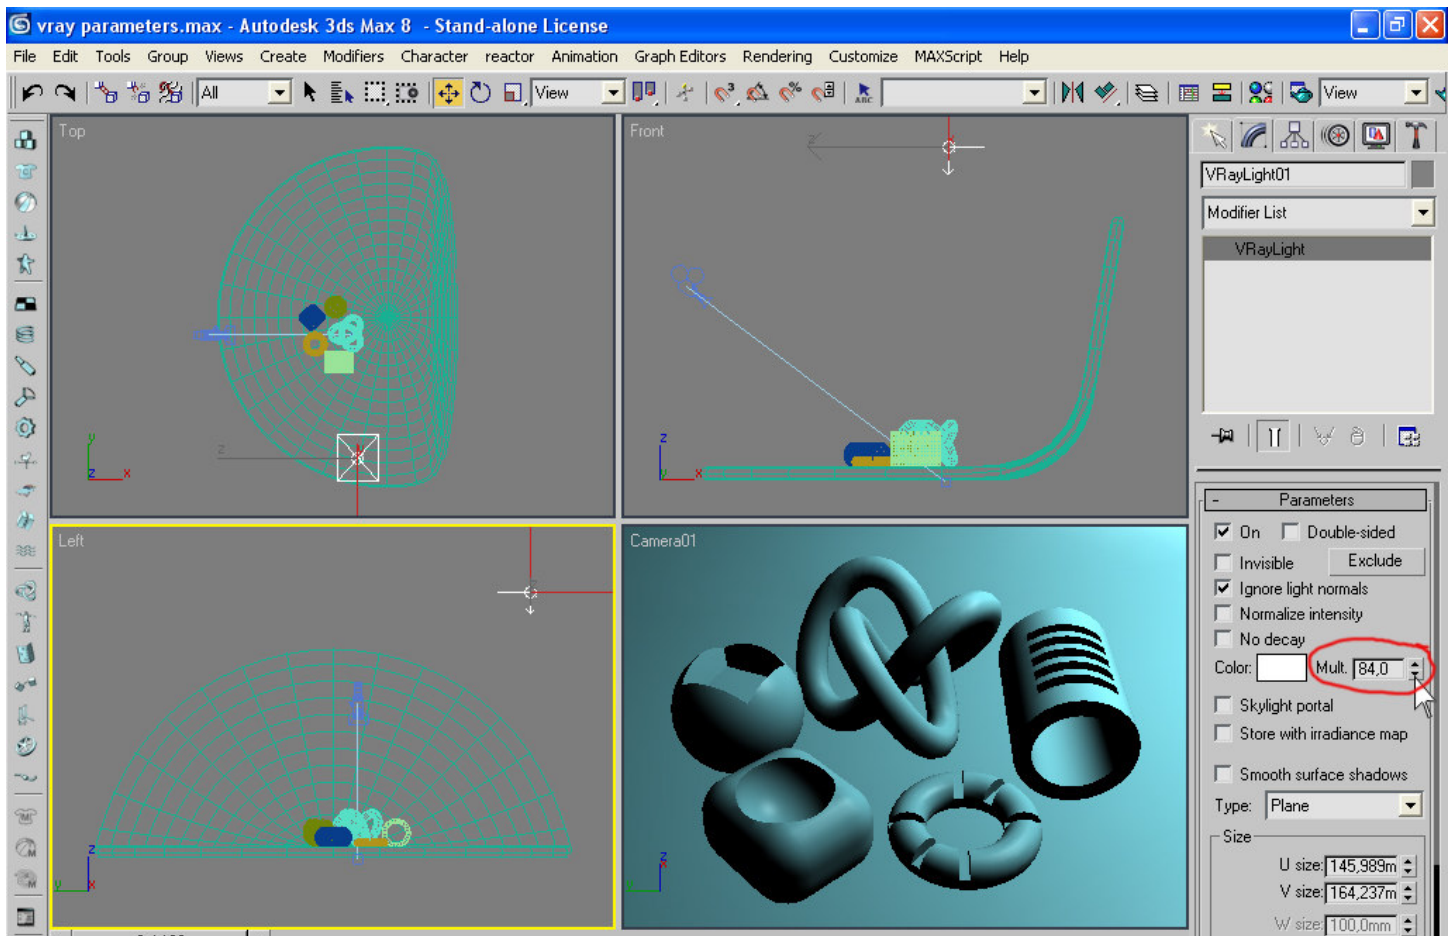 vray parameters.max - Autodesk 3ds Max 8 - Stand-alone License
File Edit Tools Group Views Create Modifiers Character reactor Animation Graph Editors Rendering Customize MAXScript Help
All View ABC View
Top Front
VRayLight01
Modifier List
VRayLight
Parameters
On Double-sided
Invisible Exclude
Ignore light normals
Normalize intensity
No decay
Color: Mult. 84,0
Skylight portal
Store with irradiance map
Smooth surface shadows
Type: Plane
Size
U size: 145,989m
V size: 164,237m
W size: 100,0mm
Left Camera01